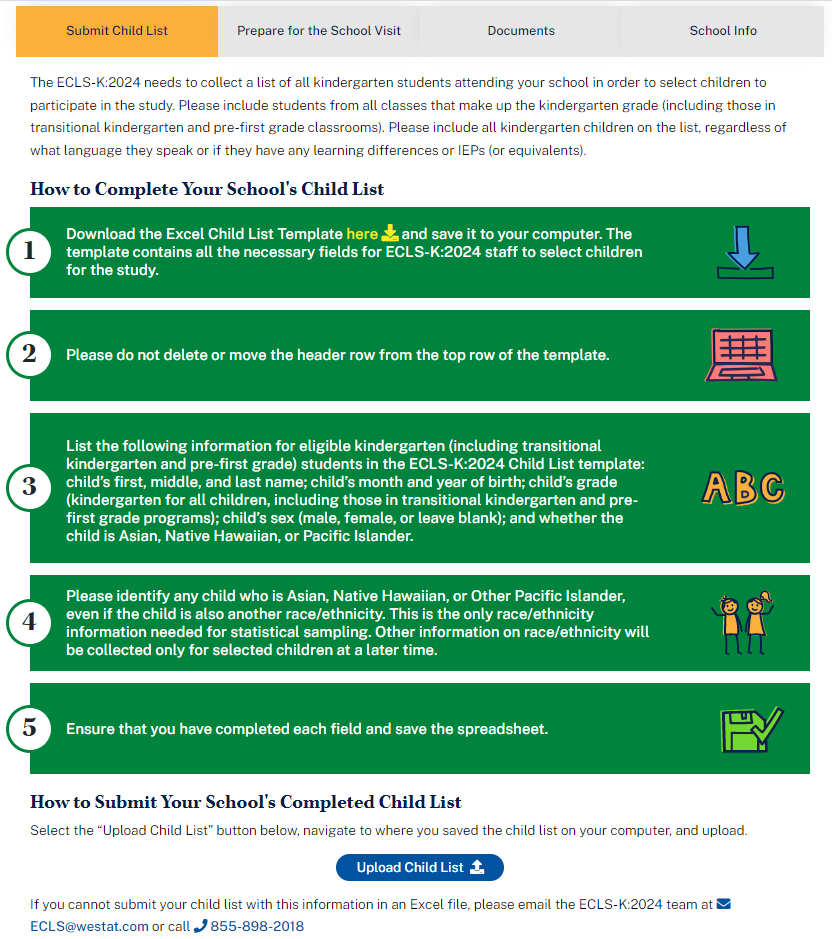 Submit Child List
Prepare for the School Visit
Documents
School Info
The ECLS-K:2024 needs to collect a list of all kindergarten students attending your school in order to select children to
participate in the study. Please include students from all classes that make up the kindergarten grade (including those in
transitional kindergarten and pre-first grade classrooms). Please include all kindergarten children on the list, regardless of
what language they speak or if they have any learning differences or IEPs (or equivalents).
How to Complete Your School's Child List
1
Download the Excel Child List Template here and save it to your computer. The
template contains all the necessary fields for ECLS-K:2024 staff to select children
for the study.
2
Please do not delete or move the header row from the top row of the template.
3
List the following information for eligible kindergarten (including transitional
kindergarten and pre-first grade) students in the ECLS-K:2024 Child List template:
child's first, middle, and last name; child's month and year of birth; child's grade
(kindergarten for all children, including those in transitional kindergarten and pre-
first grade programs); child's sex (male, female, or leave blank); and whether the
child is Asian, Native Hawaiian, or Pacific Islander.
ABC
4
Please identify any child who is Asian, Native Hawaiian, or Other Pacific Islander,
even if the child is also another race/ethnicity. This is the only race/ethnicity
information needed for statistical sampling. Other information on race/ethnicity will
be collected only for selected children at a later time.
5
Ensure that you have completed each field and save the spreadsheet.
How to Submit Your School's Completed Child List
Select the “Upload Child List” button below, navigate to where you saved the child list on your computer, and upload.
Upload Child List
If you cannot submit your child list with this information in an Excel file, please email the ECLS-K:2024 team at
ECLS@westat.com or call 855-898-2018